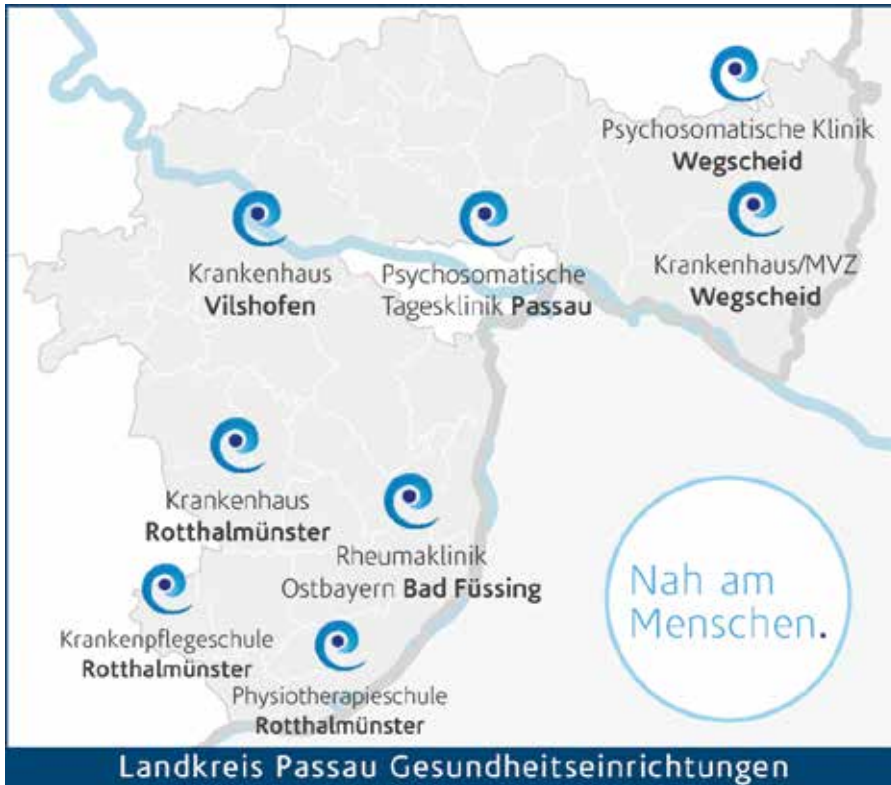 Psychosomatische Klinik
Wegscheid
Krankenhaus
Vilshofen
Psychosomatische
Tagesklinik Passau
Krankenhaus/MVZ
Wegscheid
Krankenhaus
Rotthalmünster
Rheumaklinik
Ostbayern Bad Füssing
Krankenpflegeschule
Rotthalmünster
Physiotherapieschule
Rotthalmünster
Nah am
Menschen.
Landkreis Passau Gesundheitseinrichtungen